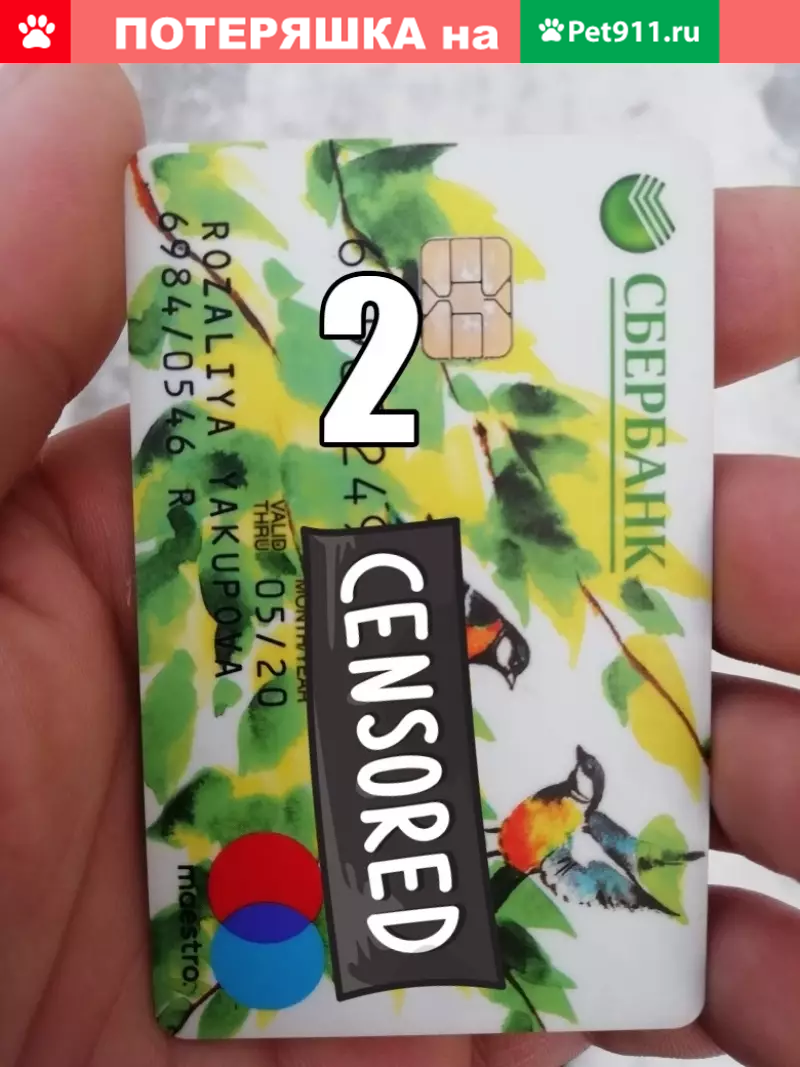 ПОТЕРЯШКА на
Pet911.ru
СБЕРБАНК
2
CENSORED
VALID
THRU
MONTH/YEAR
05/20
ROZALIYA YAKUPOVA
6984/0546 R
maestro.